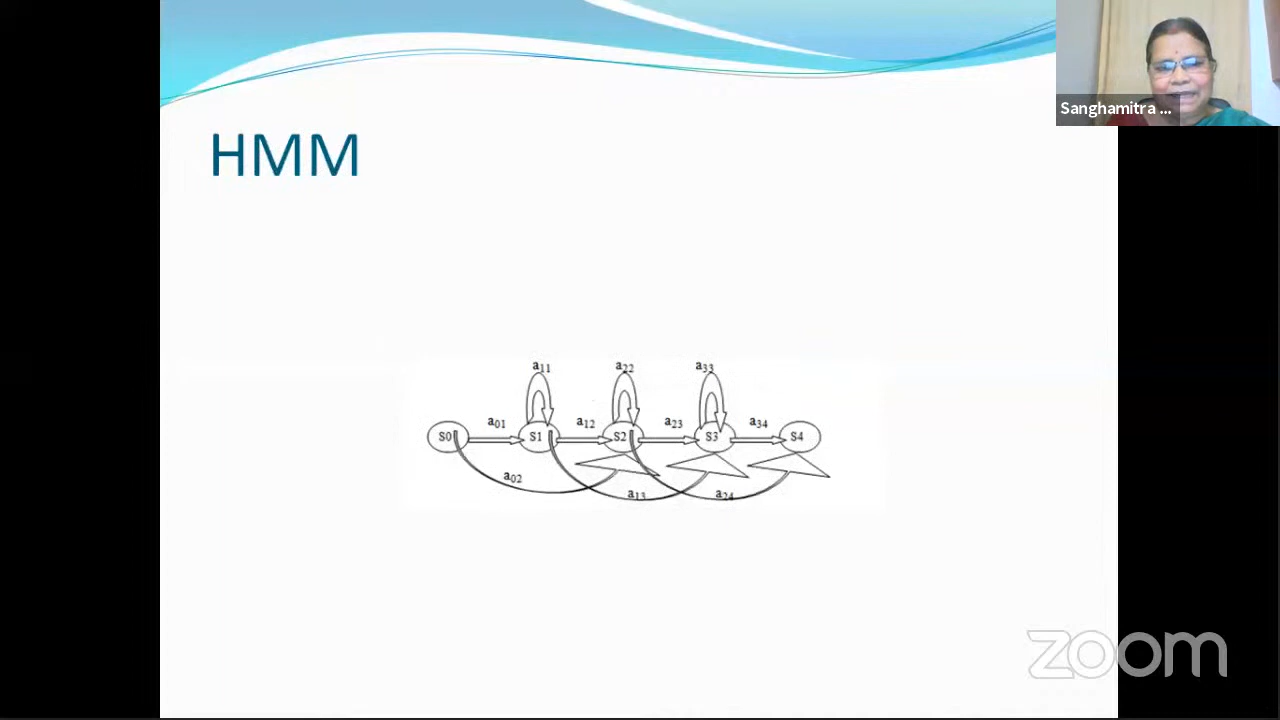 Sanghamitra ...
HMM
a11 a22 a33
a01 a12 a23 a34
S0 S1 S2 S3 S4
a02 a13 a24
zoom